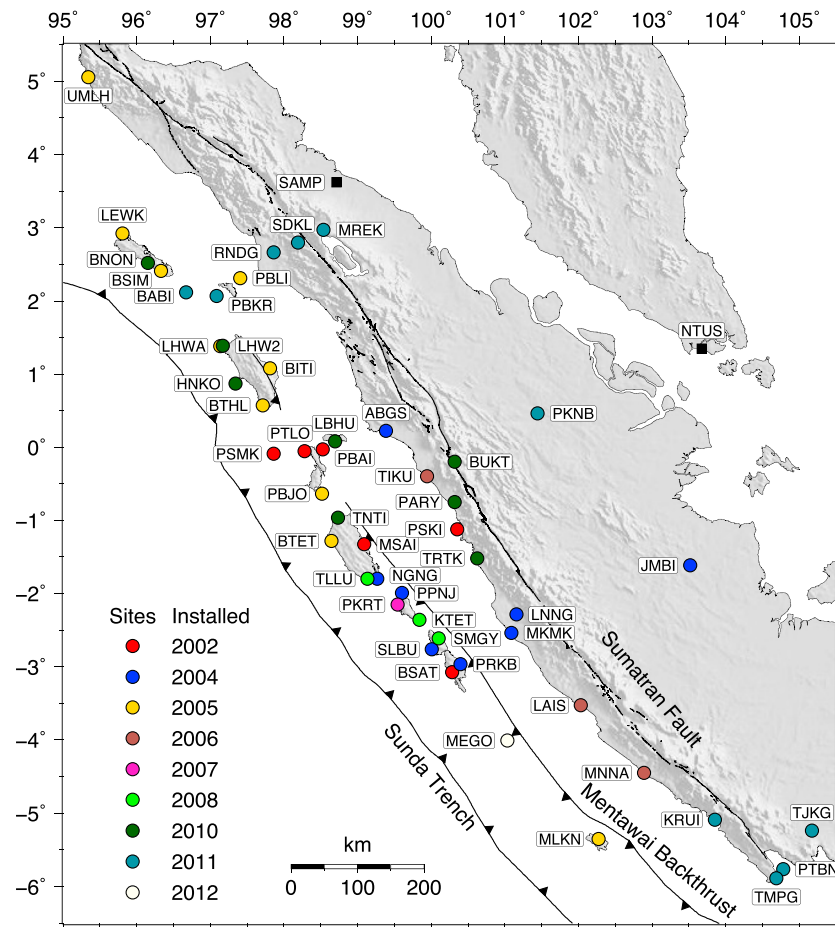 95° 96° 97° 98° 99° 100° 101° 102° 103° 104° 105°
5°
UMLH
4°
SAMP
3°
LEWK
SDKL
MREK
BNON
RNDG
BSIM
PBLI
BABI
PBKR
2°
NTUS
LHWA
LHW2
BITI
1°
HNKO
BTHL
ABGS
PKNB
LBHU
PTLO
0°
PSMK
PBAI
BUKT
TIKU
PBJO
PARY
−1°
TNTI
PSKI
BTET
MSAI
TRTK
JMBI
TLLU
NGNG
−2°
PPNJ
PKRT
KTET
LNNG
MKMK
SMGY
SLBU
PRKB
−3°
BSAT
LAIS
Sumatran Fault
−4°
MEGO
MNNA
Sunda Trench
Mentawai Backthrust
−5°
KRUI
TJKG
MLKN
PTBN
−6°
TMPG
Sites Installed
2002
2004
2005
2006
2007
2008
2010
2011
2012
km
0 100 200